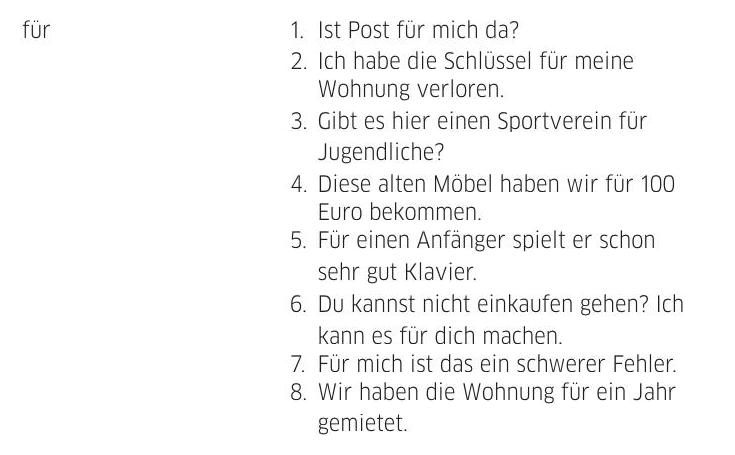 für
1. Ist Post für mich da?
2. Ich habe die Schlüssel für meine
Wohnung verloren.
3. Gibt es hier einen Sportverein für
Jugendliche?
4. Diese alten Möbel haben wir für 100
Euro bekommen.
5. Für einen Anfänger spielt er schon
sehr gut Klavier.
6. Du kannst nicht einkaufen gehen? Ich
kann es für dich machen.
7. Für mich ist das ein schwerer Fehler.
8. Wir haben die Wohnung für ein Jahr
gemietet.